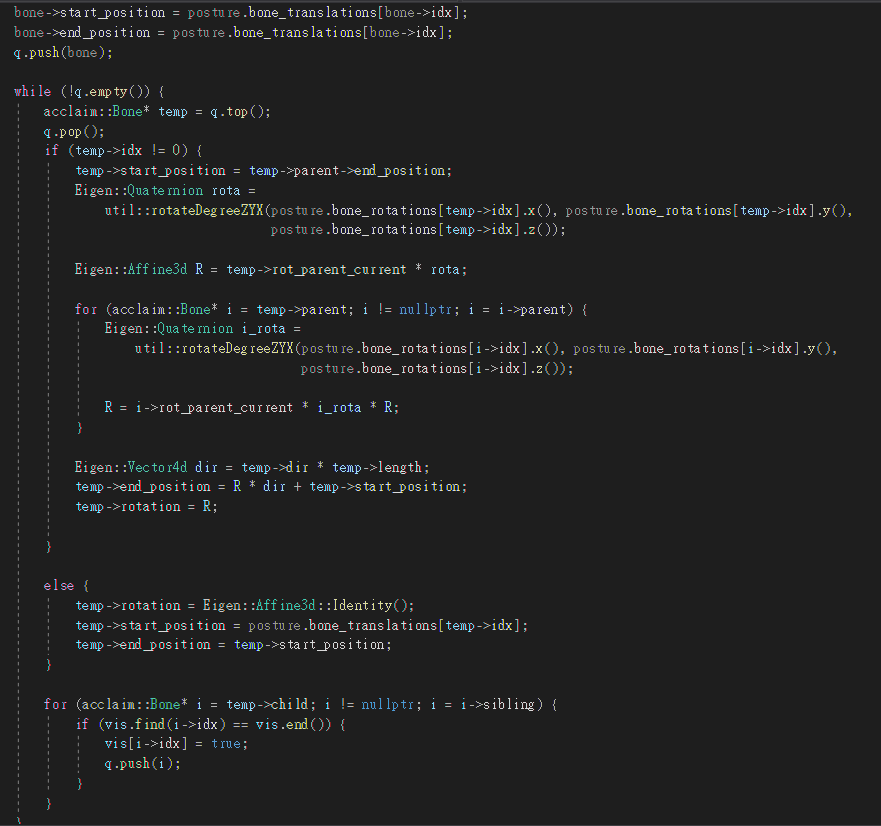 bone->start_position = posture.bone_translations[bone->idx];
bone->end_position = posture.bone_translations[bone->idx];
q.push(bone);
while (!q.empty()) {
acclaim::Bone* temp = q.top();
q.pop();
if (temp->idx != 0) {
temp->start_position = temp->parent->end_position;
Eigen::Quaternion rota =
util::rotateDegreeZYX(posture.bone_rotations[temp->idx].x(), posture.bone_rotations[temp->idx].y(),
posture.bone_rotations[temp->idx].z());
Eigen::Affine3d R = temp->rot_parent_current * rota;
for (acclaim::Bone* i = temp->parent; i != nullptr; i = i->parent) {
Eigen::Quaternion i_rota =
util::rotateDegreeZYX(posture.bone_rotations[i->idx].x(), posture.bone_rotations[i->idx].y(),
posture.bone_rotations[i->idx].z());
R = i->rot_parent_current * i_rota * R;
}
Eigen::Vector4d dir = temp->dir * temp->length;
temp->end_position = R * dir + temp->start_position;
temp->rotation = R;
}
else {
temp->rotation = Eigen::Affine3d::Identity();
temp->start_position = posture.bone_translations[temp->idx];
temp->end_position = temp->start_position;
}
for (acclaim::Bone* i = temp->child; i != nullptr; i = i->sibling) {
if (vis.find(i->idx) == vis.end()) {
vis[i->idx] = true;
q.push(i);
}
}